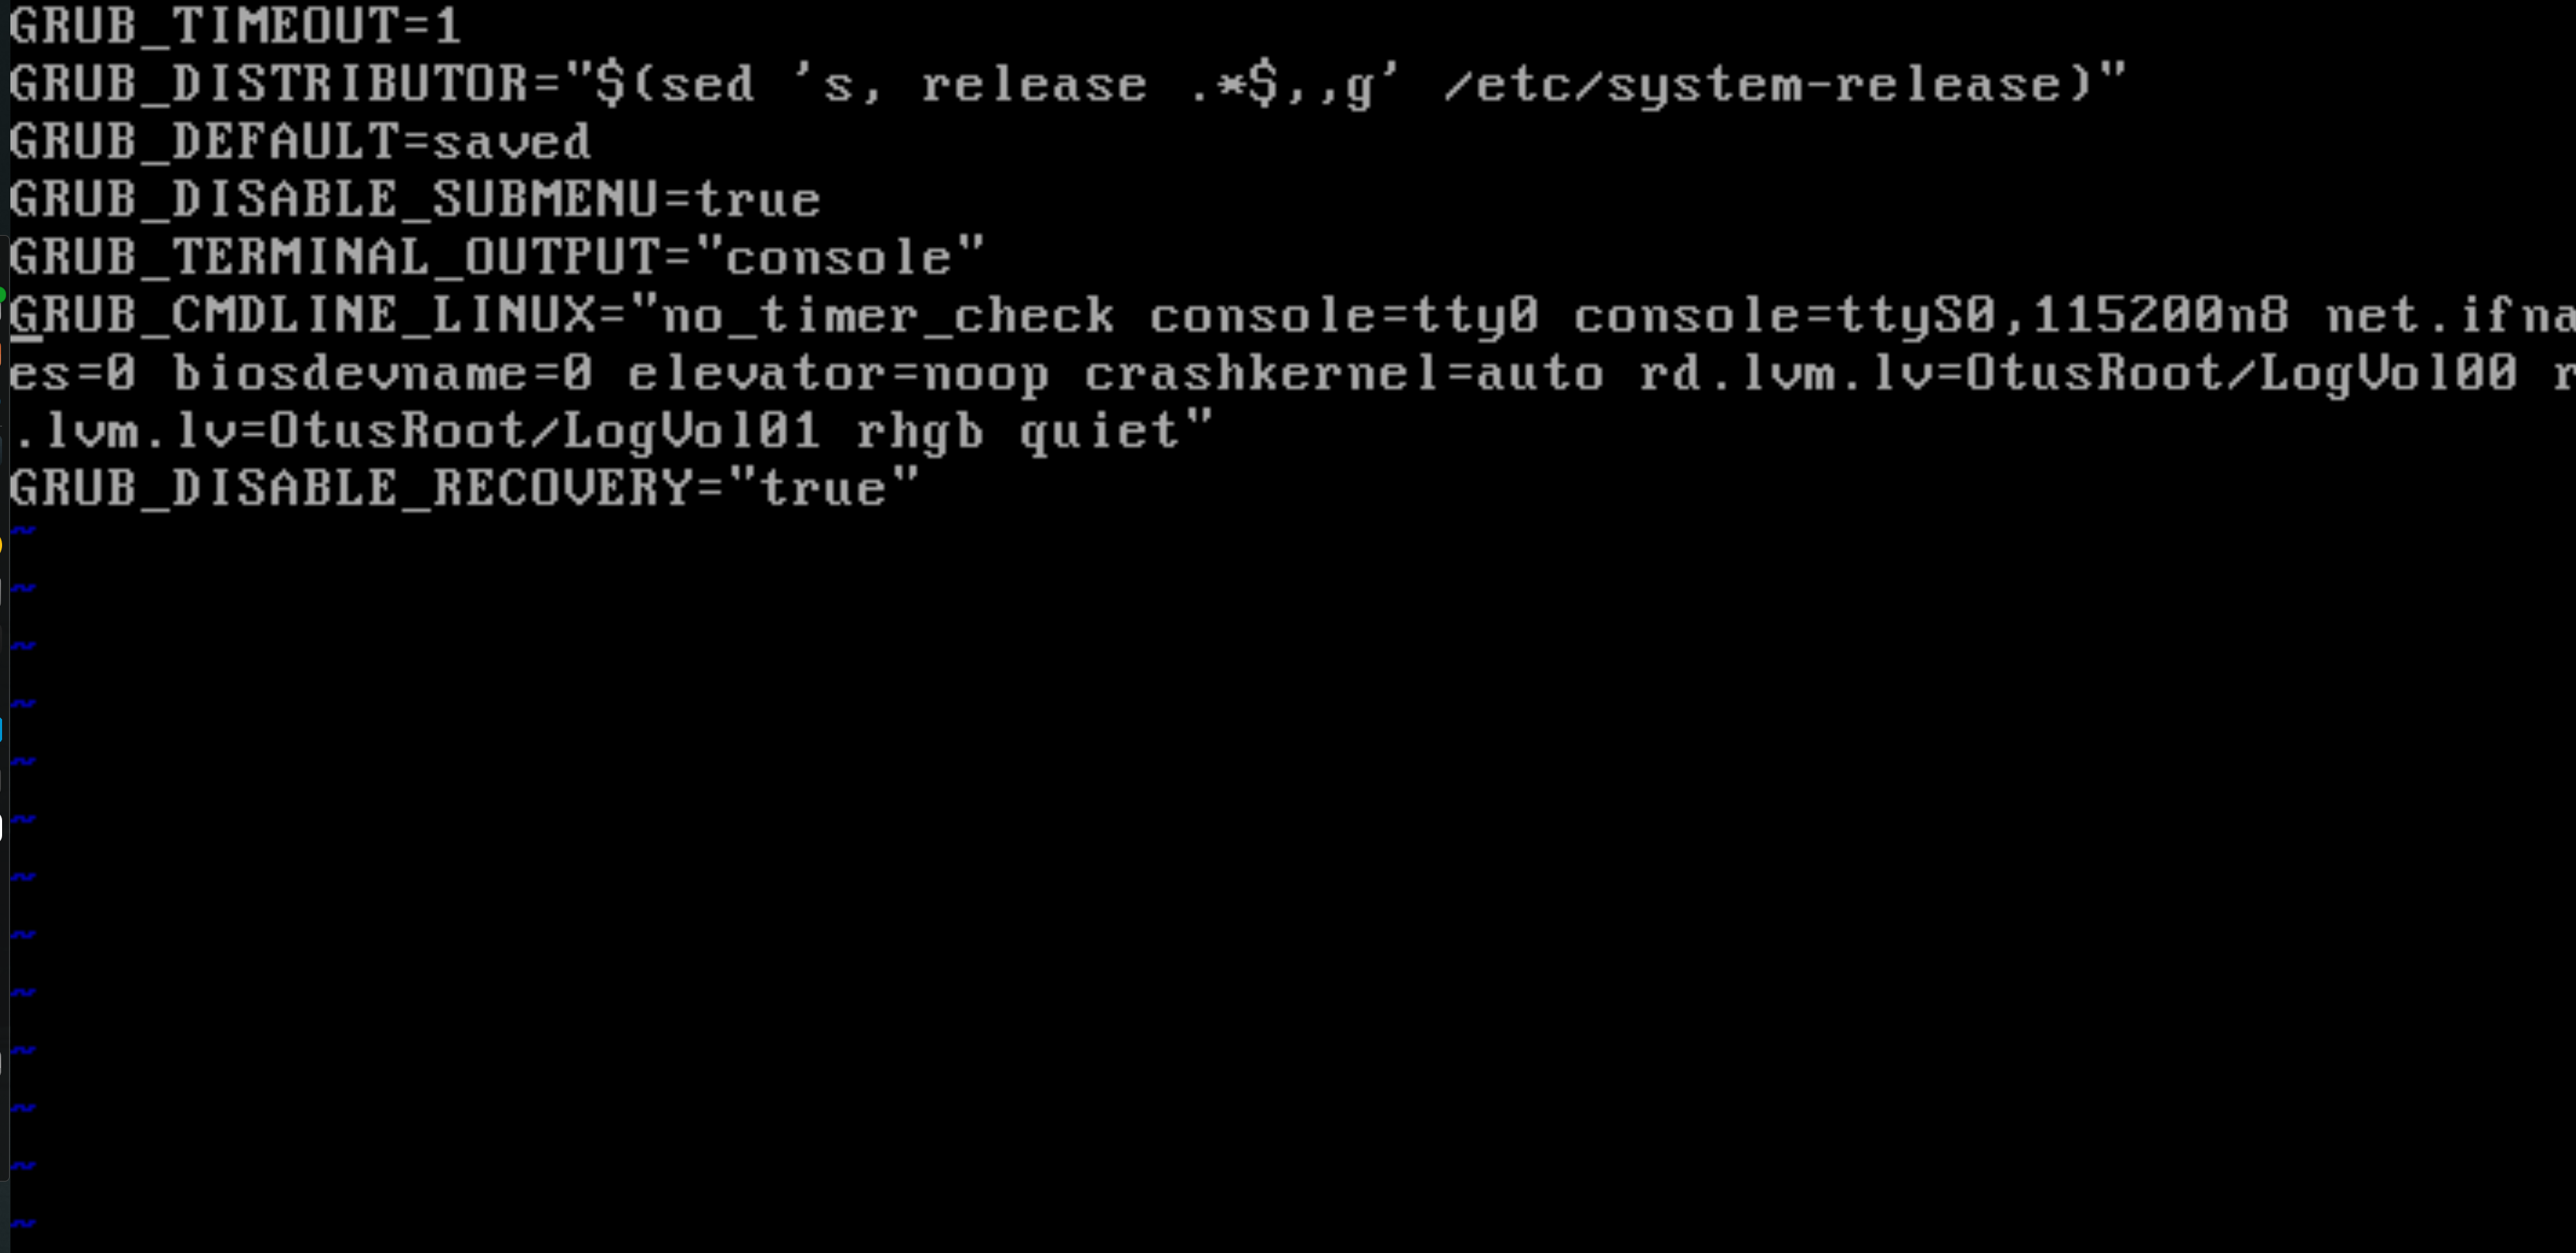 GRUB_TIMEOUT=1
GRUB_DISTRIBUTOR="$(sed 's, release .*$,,g' /etc/system-release)"
GRUB_DEFAULT=saved
GRUB_DISABLE_SUBMENU=true
GRUB_TERMINAL_OUTPUT="console"
GRUB_CMDLINE_LINUX="no_timer_check console=tty0 console=ttyS0,115200n8 net.ifna
es=0 biosdevname=0 elevator=noop crashkernel=auto rd.lvm.lv=OtusRoot/LogVol00 r
.lvm.lv=OtusRoot/LogVol01 rhgb quiet"
GRUB_DISABLE_RECOVERY="true"
~
~
~
~
~
~
~
~
~
~
~
~
~